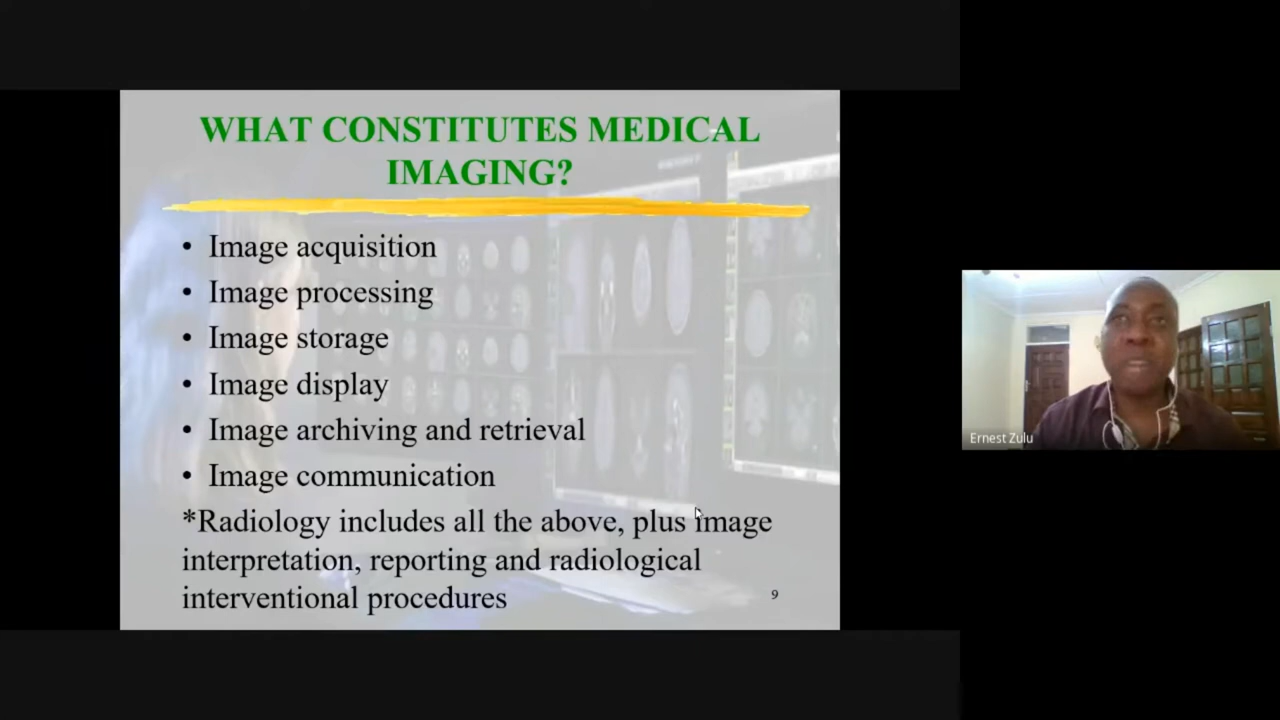 WHAT CONSTITUTES MEDICAL
IMAGING?
• Image acquisition
• Image processing
• Image storage
• Image display
• Image archiving and retrieval
• Image communication
*Radiology includes all the above, plus image
interpretation, reporting and radiological
interventional procedures
9
Ernest Zulu